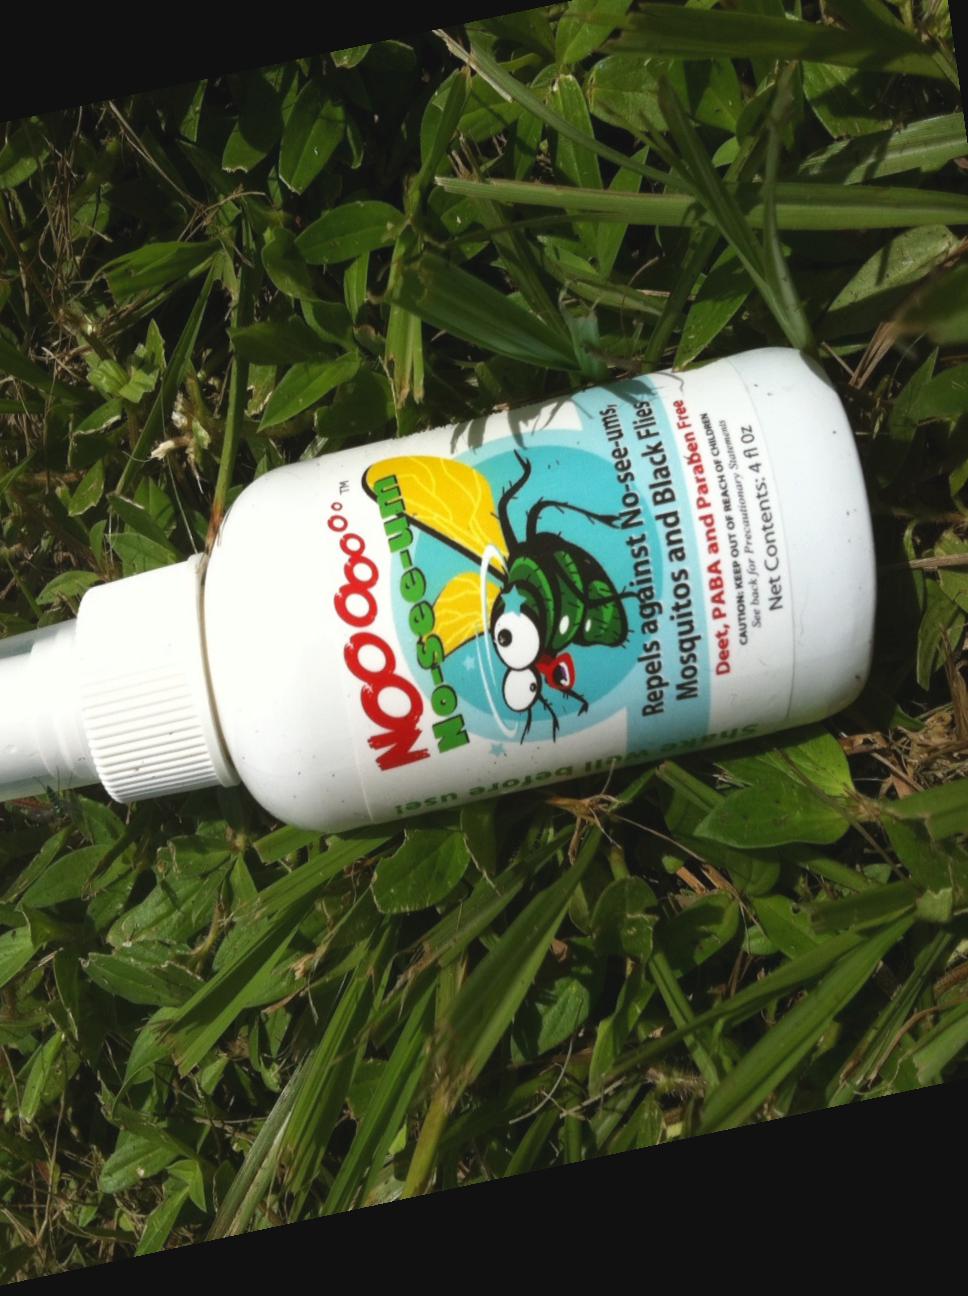 NOOOooo°° ™
No-see-um
Repels against No-see-ums,
Mosquitos and Black Flies
Deet, PABA and Paraben Free
CAUTION: KEEP OUT OF REACH OF CHILDREN
See back for Precautionary Statements
Net Contents: 4 fl Oz
Shake well before use!